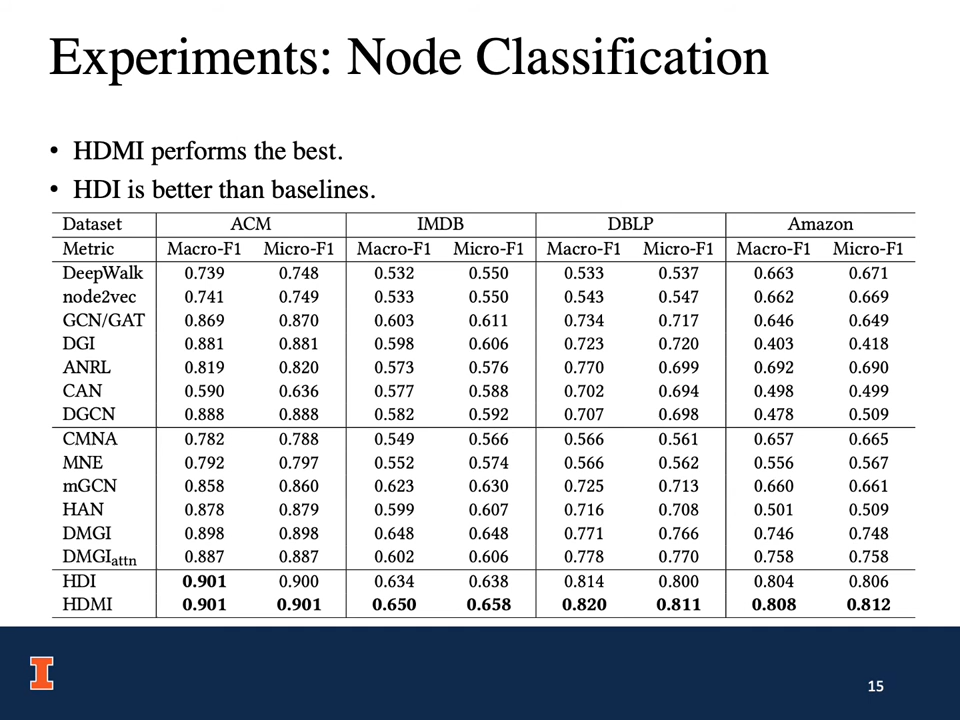 Experiments: Node Classification
• HDMI performs the best.
• HDI is better than baselines.
Dataset ACM IMDB DBLP Amazon
Metric Macro-F1 Micro-F1 Macro-F1 Micro-F1 Macro-F1 Micro-F1 Macro-F1 Micro-F1
DeepWalk 0.739 0.748 0.532 0.550 0.533 0.537 0.663 0.671
node2vec 0.741 0.749 0.533 0.550 0.543 0.547 0.662 0.669
GCN/GAT 0.869 0.870 0.603 0.611 0.734 0.717 0.646 0.649
DGI 0.881 0.881 0.598 0.606 0.723 0.720 0.403 0.418
ANRL 0.819 0.820 0.573 0.576 0.770 0.699 0.692 0.690
CAN 0.590 0.636 0.577 0.588 0.702 0.694 0.498 0.499
DGCN 0.888 0.888 0.582 0.592 0.707 0.698 0.478 0.509
CMNA 0.782 0.788 0.549 0.566 0.566 0.561 0.657 0.665
MNE 0.792 0.797 0.552 0.574 0.566 0.562 0.556 0.567
mGCN 0.858 0.860 0.623 0.630 0.725 0.713 0.660 0.661
HAN 0.878 0.879 0.599 0.607 0.716 0.708 0.501 0.509
DMGI 0.898 0.898 0.648 0.648 0.771 0.766 0.746 0.748
DMGIattn 0.887 0.887 0.602 0.606 0.778 0.770 0.758 0.758
HDI 0.901 0.900 0.634 0.638 0.814 0.800 0.804 0.806
HDMI 0.901 0.901 0.650 0.658 0.820 0.811 0.808 0.812
I
15